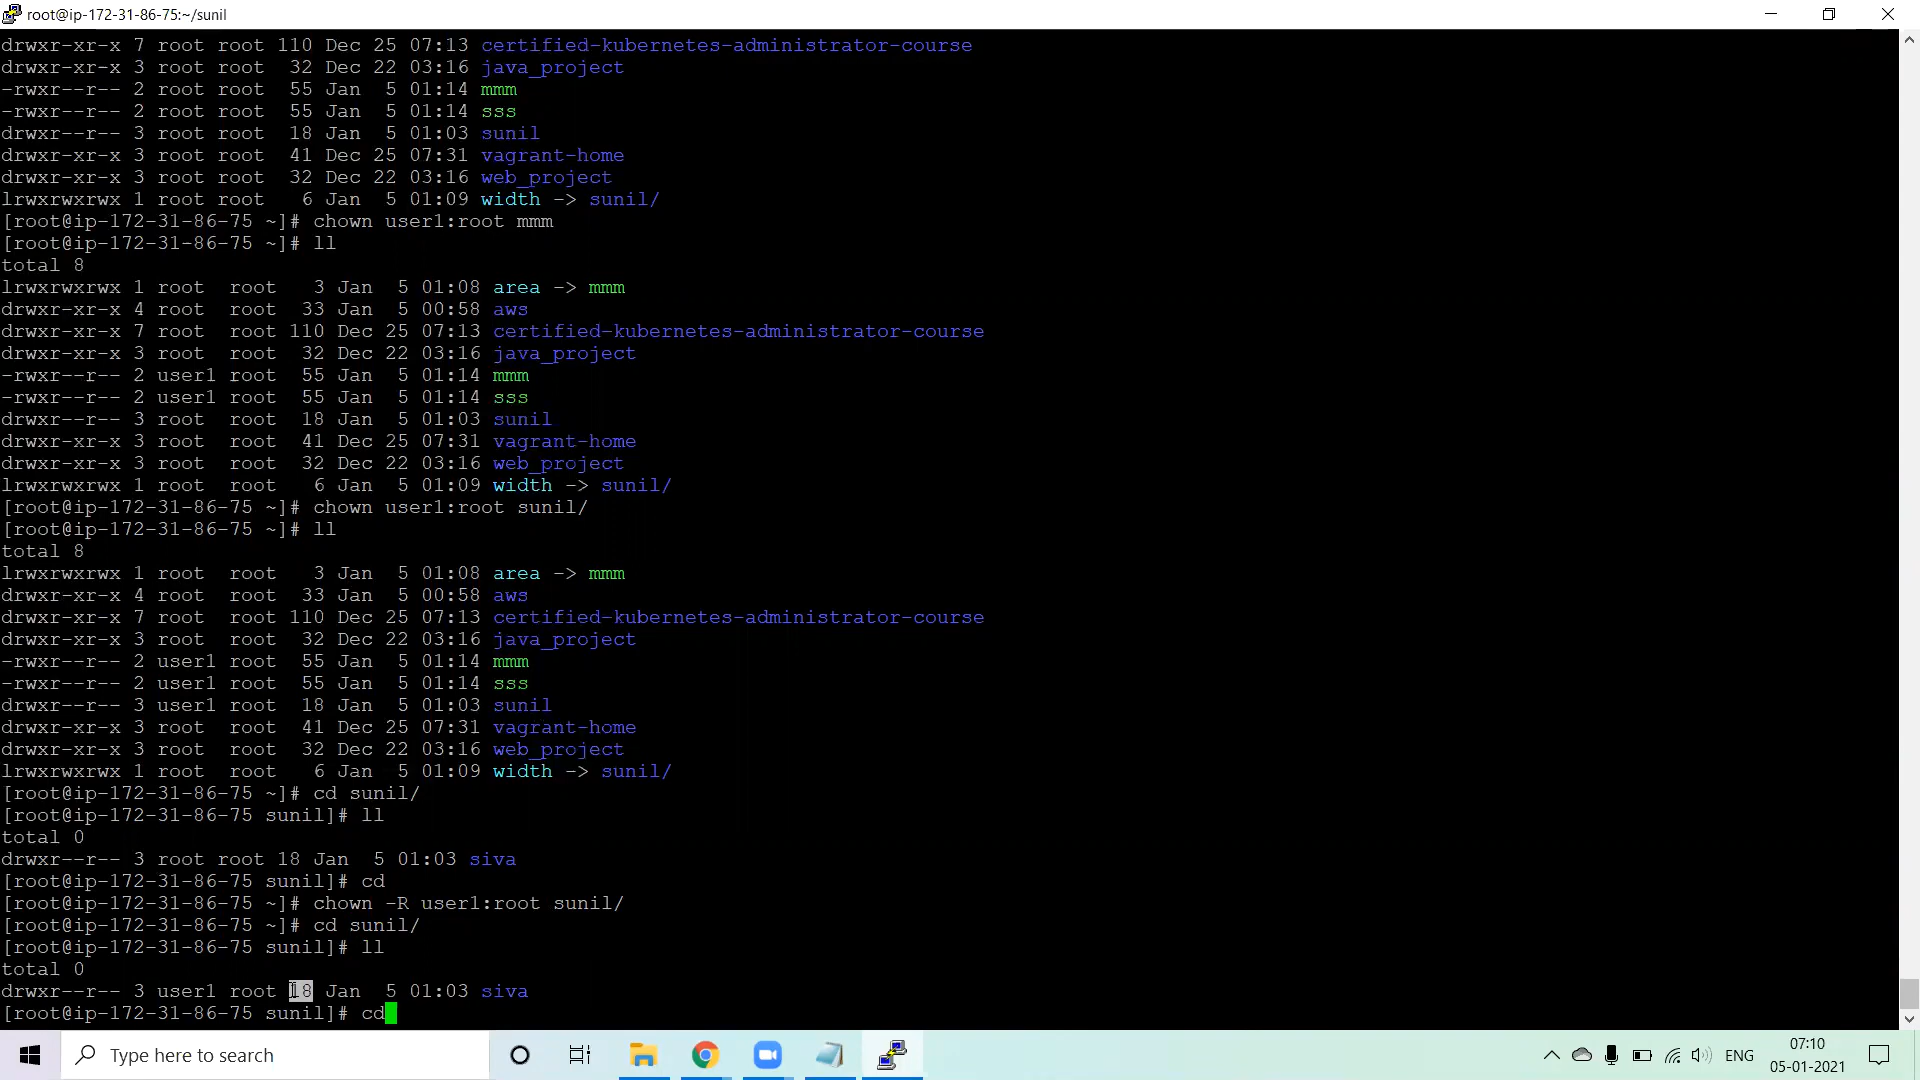 root@ip-172-31-86-75:~/sunil
drwxr-xr-x 7 root root 110 Dec 25 07:13 certified-kubernetes-administrator-course
drwxr-xr-x 3 root root  32 Dec 22 03:16 java_project
-rwxr--r-- 2 root root  55 Jan  5 01:14 mmm
-rwxr--r-- 2 root root  55 Jan  5 01:14 sss
drwxr--r-- 3 root root  18 Jan  5 01:03 sunil
drwxr-xr-x 3 root root  41 Dec 25 07:31 vagrant-home
drwxr-xr-x 3 root root  32 Dec 22 03:16 web_project
lrwxrwxrwx 1 root root   6 Jan  5 01:09 width -> sunil/
[root@ip-172-31-86-75 ~]# chown user1:root mmm
[root@ip-172-31-86-75 ~]# ll
total 8
lrwxrwxrwx 1 root  root   3 Jan  5 01:08 area -> mmm
drwxr-xr-x 4 root  root  33 Jan  5 00:58 aws
drwxr-xr-x 7 root  root 110 Dec 25 07:13 certified-kubernetes-administrator-course
drwxr-xr-x 3 root  root  32 Dec 22 03:16 java_project
-rwxr--r-- 2 user1 root  55 Jan  5 01:14 mmm
-rwxr--r-- 2 user1 root  55 Jan  5 01:14 sss
drwxr--r-- 3 root  root  18 Jan  5 01:03 sunil
drwxr-xr-x 3 root  root  41 Dec 25 07:31 vagrant-home
drwxr-xr-x 3 root  root  32 Dec 22 03:16 web_project
lrwxrwxrwx 1 root  root   6 Jan  5 01:09 width -> sunil/
[root@ip-172-31-86-75 ~]# chown user1:root sunil/
[root@ip-172-31-86-75 ~]# ll
total 8
lrwxrwxrwx 1 root  root   3 Jan  5 01:08 area -> mmm
drwxr-xr-x 4 root  root  33 Jan  5 00:58 aws
drwxr-xr-x 7 root  root 110 Dec 25 07:13 certified-kubernetes-administrator-course
drwxr-xr-x 3 root  root  32 Dec 22 03:16 java_project
-rwxr--r-- 2 user1 root  55 Jan  5 01:14 mmm
-rwxr--r-- 2 user1 root  55 Jan  5 01:14 sss
drwxr--r-- 3 user1 root  18 Jan  5 01:03 sunil
drwxr-xr-x 3 root  root  41 Dec 25 07:31 vagrant-home
drwxr-xr-x 3 root  root  32 Dec 22 03:16 web_project
lrwxrwxrwx 1 root  root   6 Jan  5 01:09 width -> sunil/
[root@ip-172-31-86-75 ~]# cd sunil/
[root@ip-172-31-86-75 sunil]# ll
total 0
drwxr--r-- 3 root root 18 Jan  5 01:03 siva
[root@ip-172-31-86-75 sunil]# cd
[root@ip-172-31-86-75 ~]# chown -R user1:root sunil/
[root@ip-172-31-86-75 ~]# cd sunil/
[root@ip-172-31-86-75 sunil]# ll
total 0
drwxr--r-- 3 user1 root 18 Jan  5 01:03 siva
[root@ip-172-31-86-75 sunil]# cd
Type here to search
ENG
07:10
05-01-2021